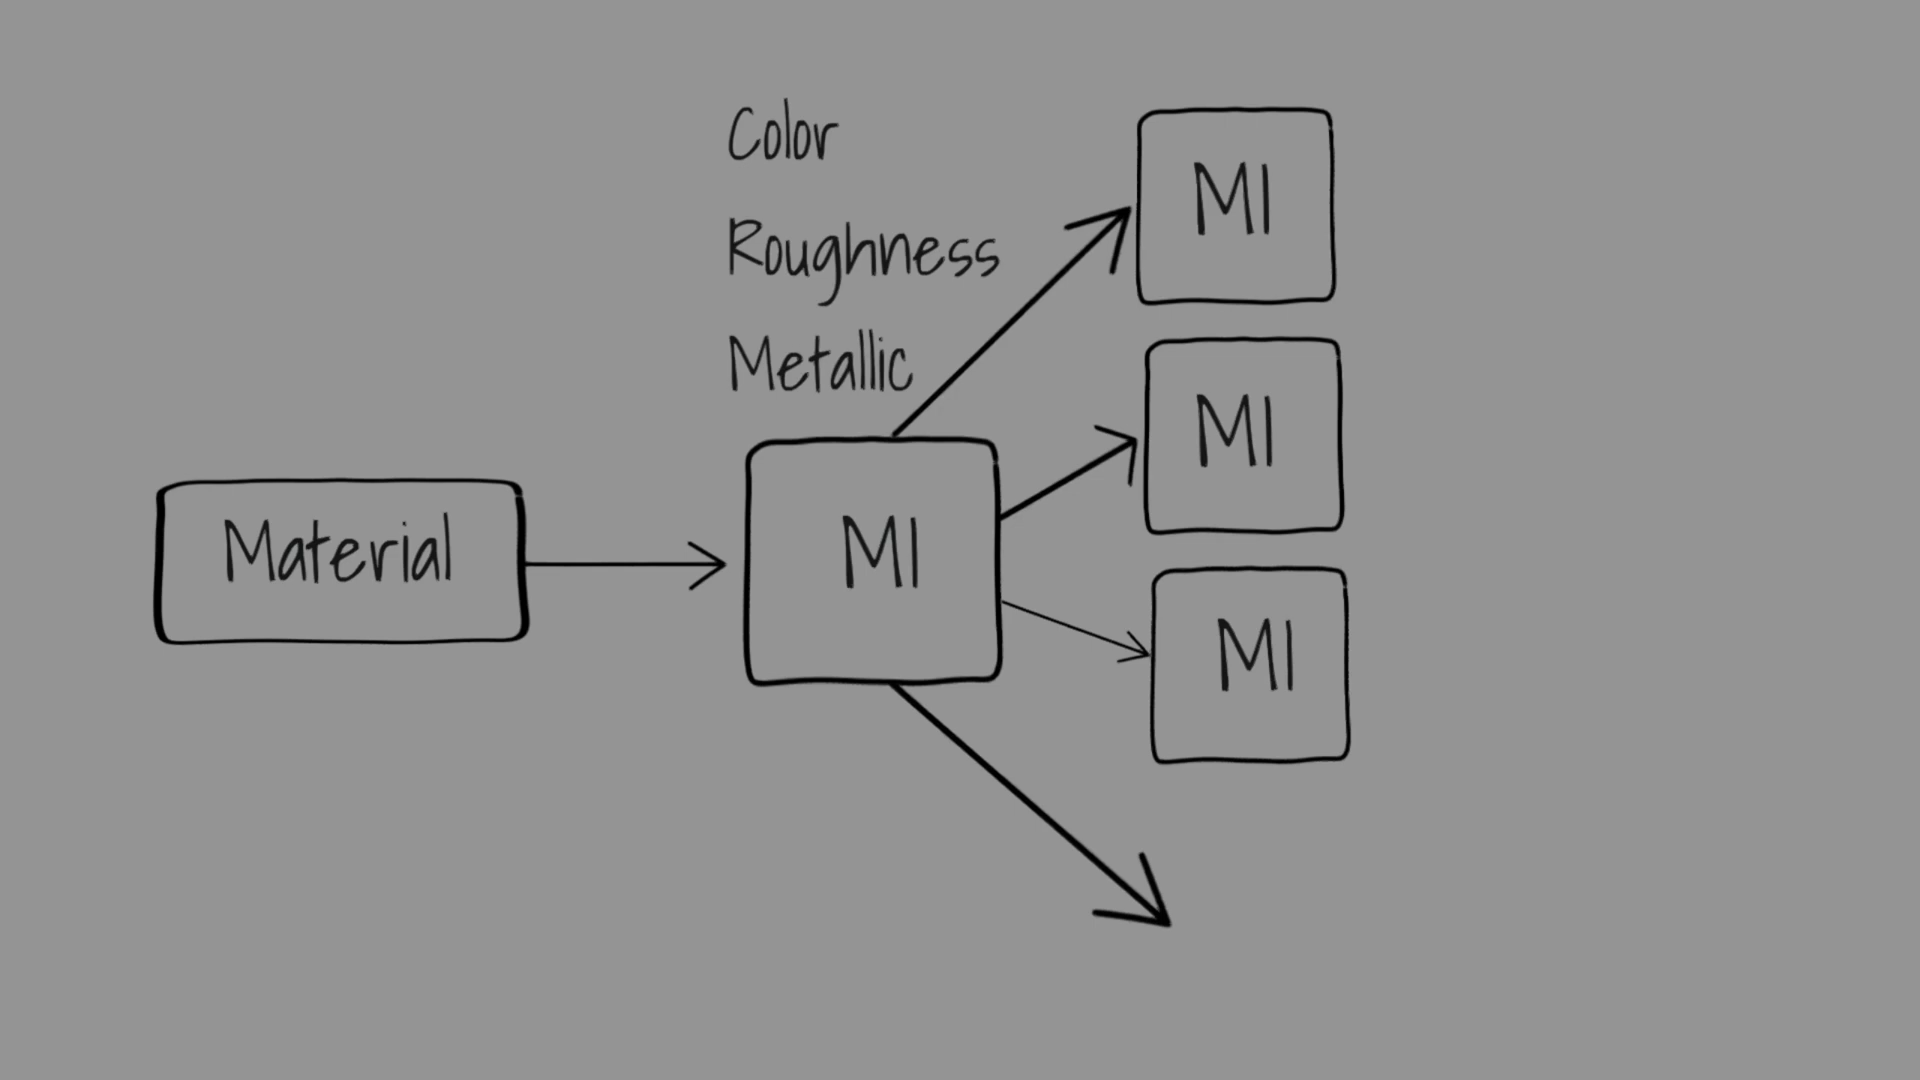 Color
Roughness
Metallic
Material
MI
MI
MI
MI